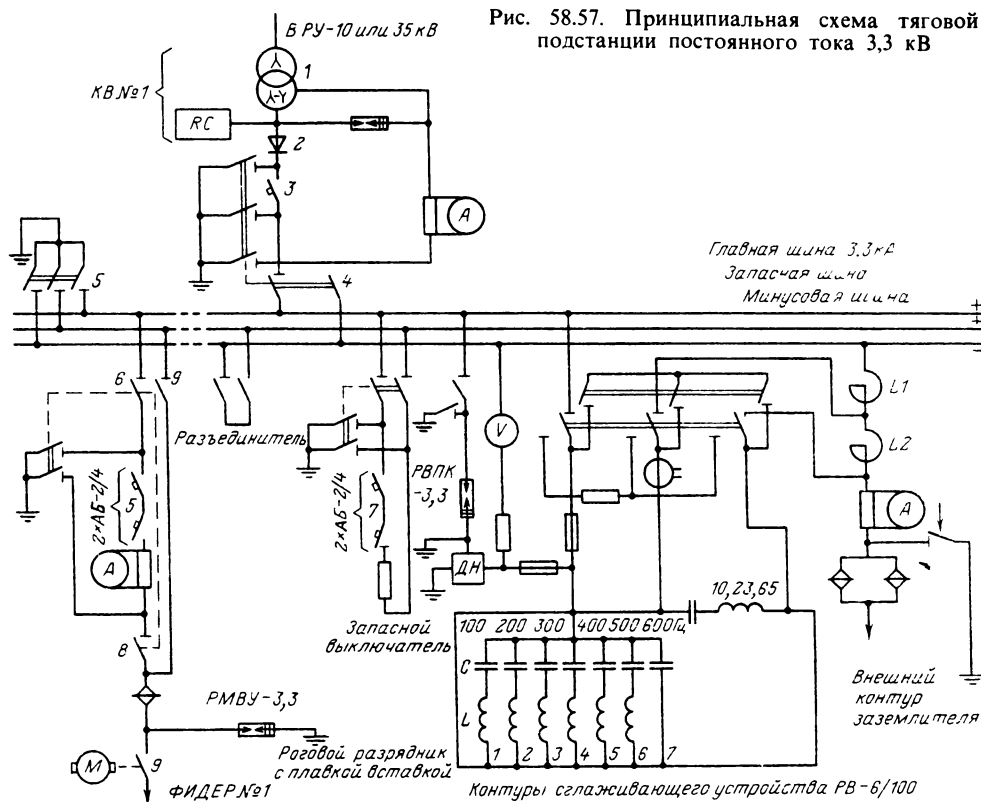 Рис. 58.57. Принципиальная схема тяговой
подстанции постоянного тока 3,3 кВ
В РУ-10 или 35 кВ
1
КВ №1
RC
2
3
А
4
5
Главная шина 3,3 кВ
Запасная шина
Минусовая шина
+
+
-
6
9
Разъединитель
2×АБ-2/4
5
А
8
2×АБ-2/4
7
РВПК
-3,3
V
ДН
L1
L2
А
10,23,65
Запасной
выключатель
100 200 300 400 500 600Гц
С
L
1 2 3 4 5 6 7
Внешний
контур
заземлителя
РМВУ-3,3
М
9
Роговой разрядник
с плавкой вставкой
ФИДЕР №1
Контуры сглаживающего устройства РВ-6/100